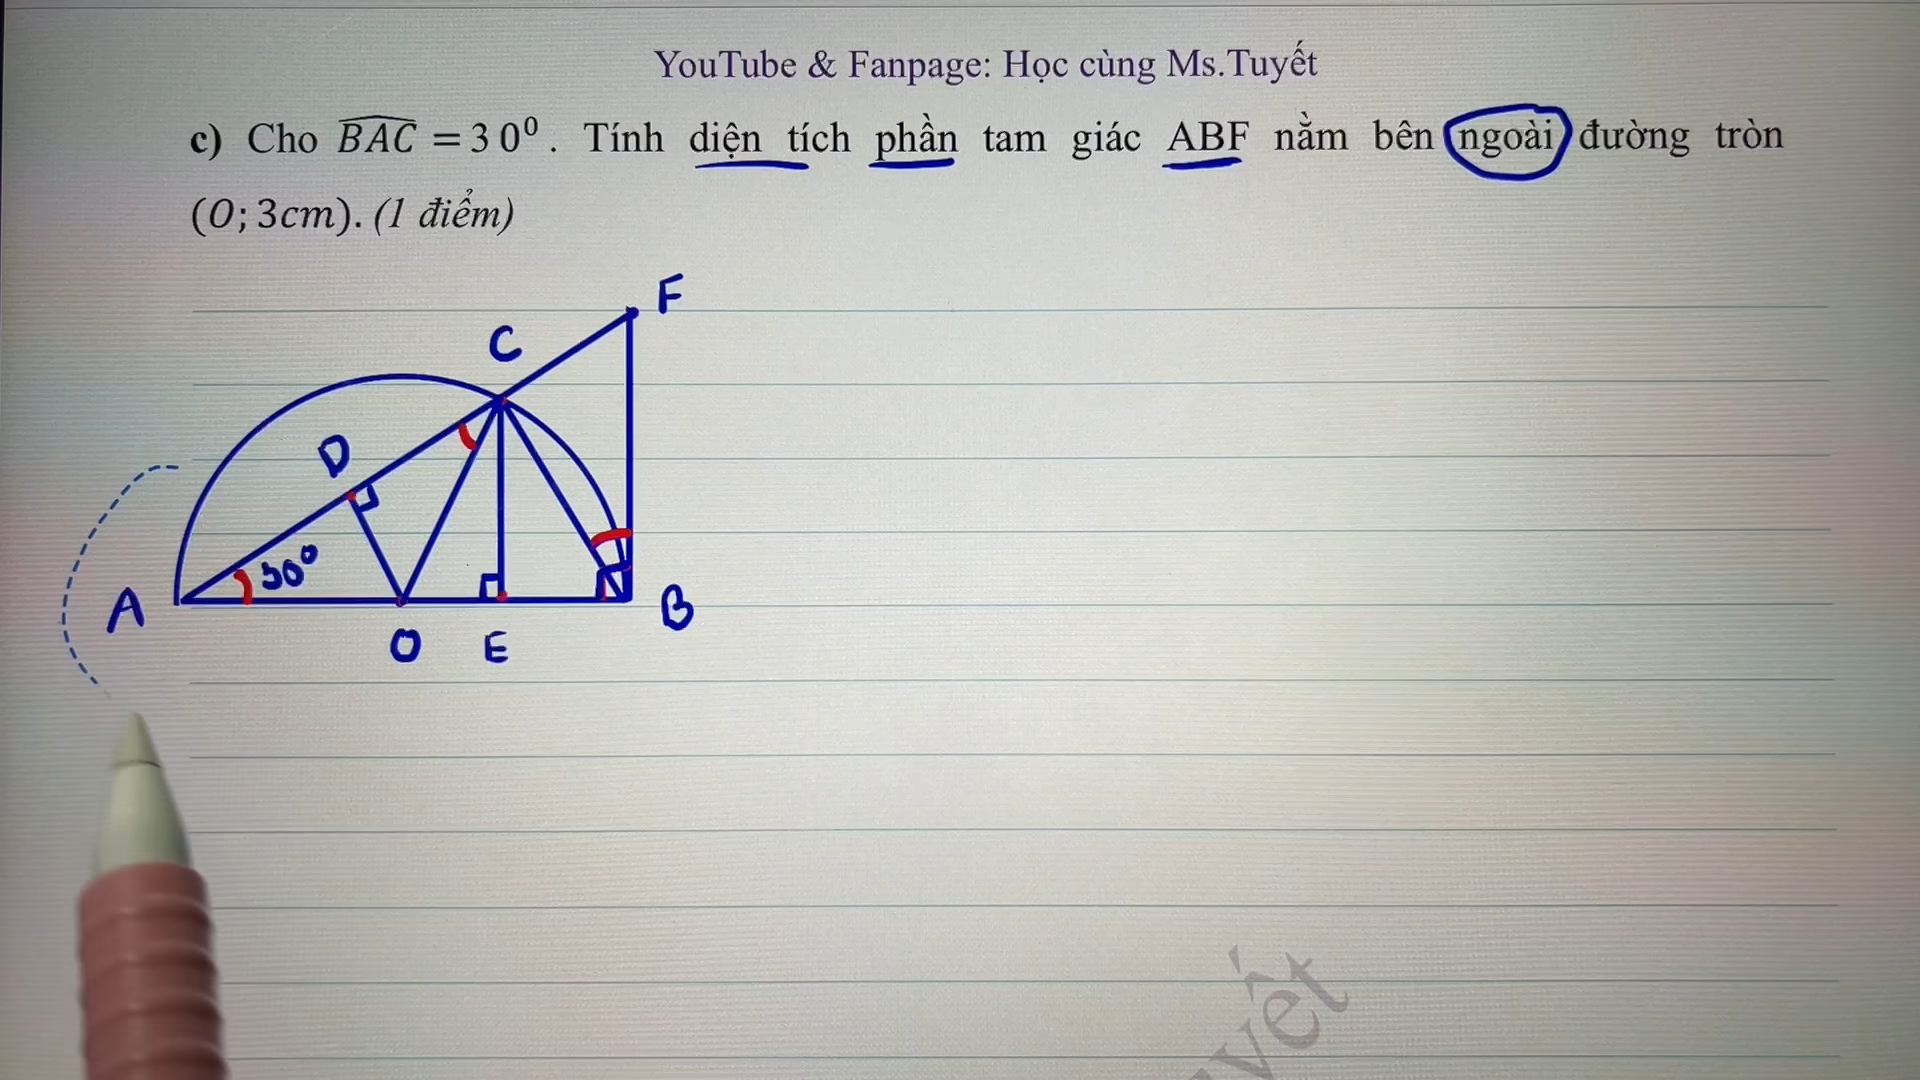 YouTube & Fanpage: Học cùng Ms.Tuyết
c) Cho BAC = 30⁰. Tính diện tích phần tam giác ABF nằm bên ngoài đường tròn
(O; 3cm). (1 điểm)
F
C
D
30⁰
A
B
O E